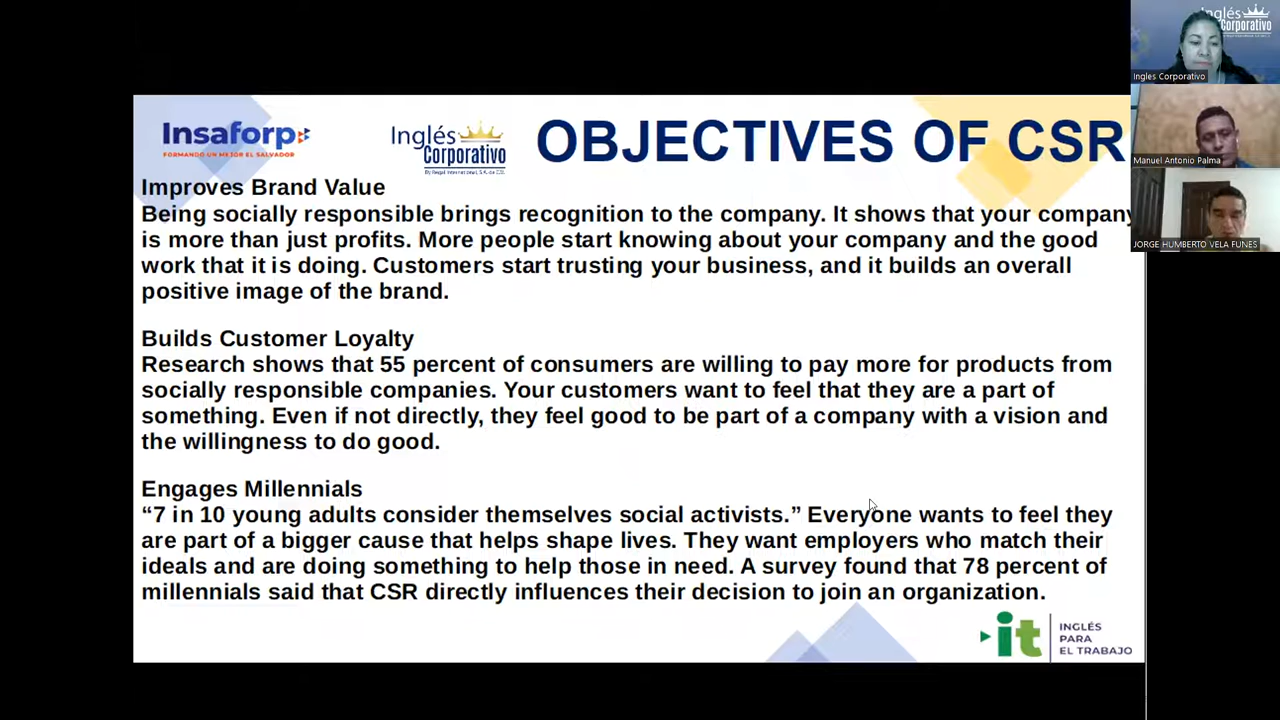 Insaforp
FORMANDO UN MEJOR EL SALVADOR
Inglés
Corporativo
By Regal International, S.A. de C.V.
OBJECTIVES OF CSR
Improves Brand Value
Being socially responsible brings recognition to the company. It shows that your company
is more than just profits. More people start knowing about your company and the good
work that it is doing. Customers start trusting your business, and it builds an overall
positive image of the brand.
Builds Customer Loyalty
Research shows that 55 percent of consumers are willing to pay more for products from
socially responsible companies. Your customers want to feel that they are a part of
something. Even if not directly, they feel good to be part of a company with a vision and
the willingness to do good.
Engages Millennials
“7 in 10 young adults consider themselves social activists.” Everyone wants to feel they
are part of a bigger cause that helps shape lives. They want employers who match their
ideals and are doing something to help those in need. A survey found that 78 percent of
millennials said that CSR directly influences their decision to join an organization.
it
INGLÉS
PARA
EL TRABAJO
Inglés
Corporativo
Ingles Corporativo
Manuel Antonio Palma
JORGE HUMBERTO VELA FUNES